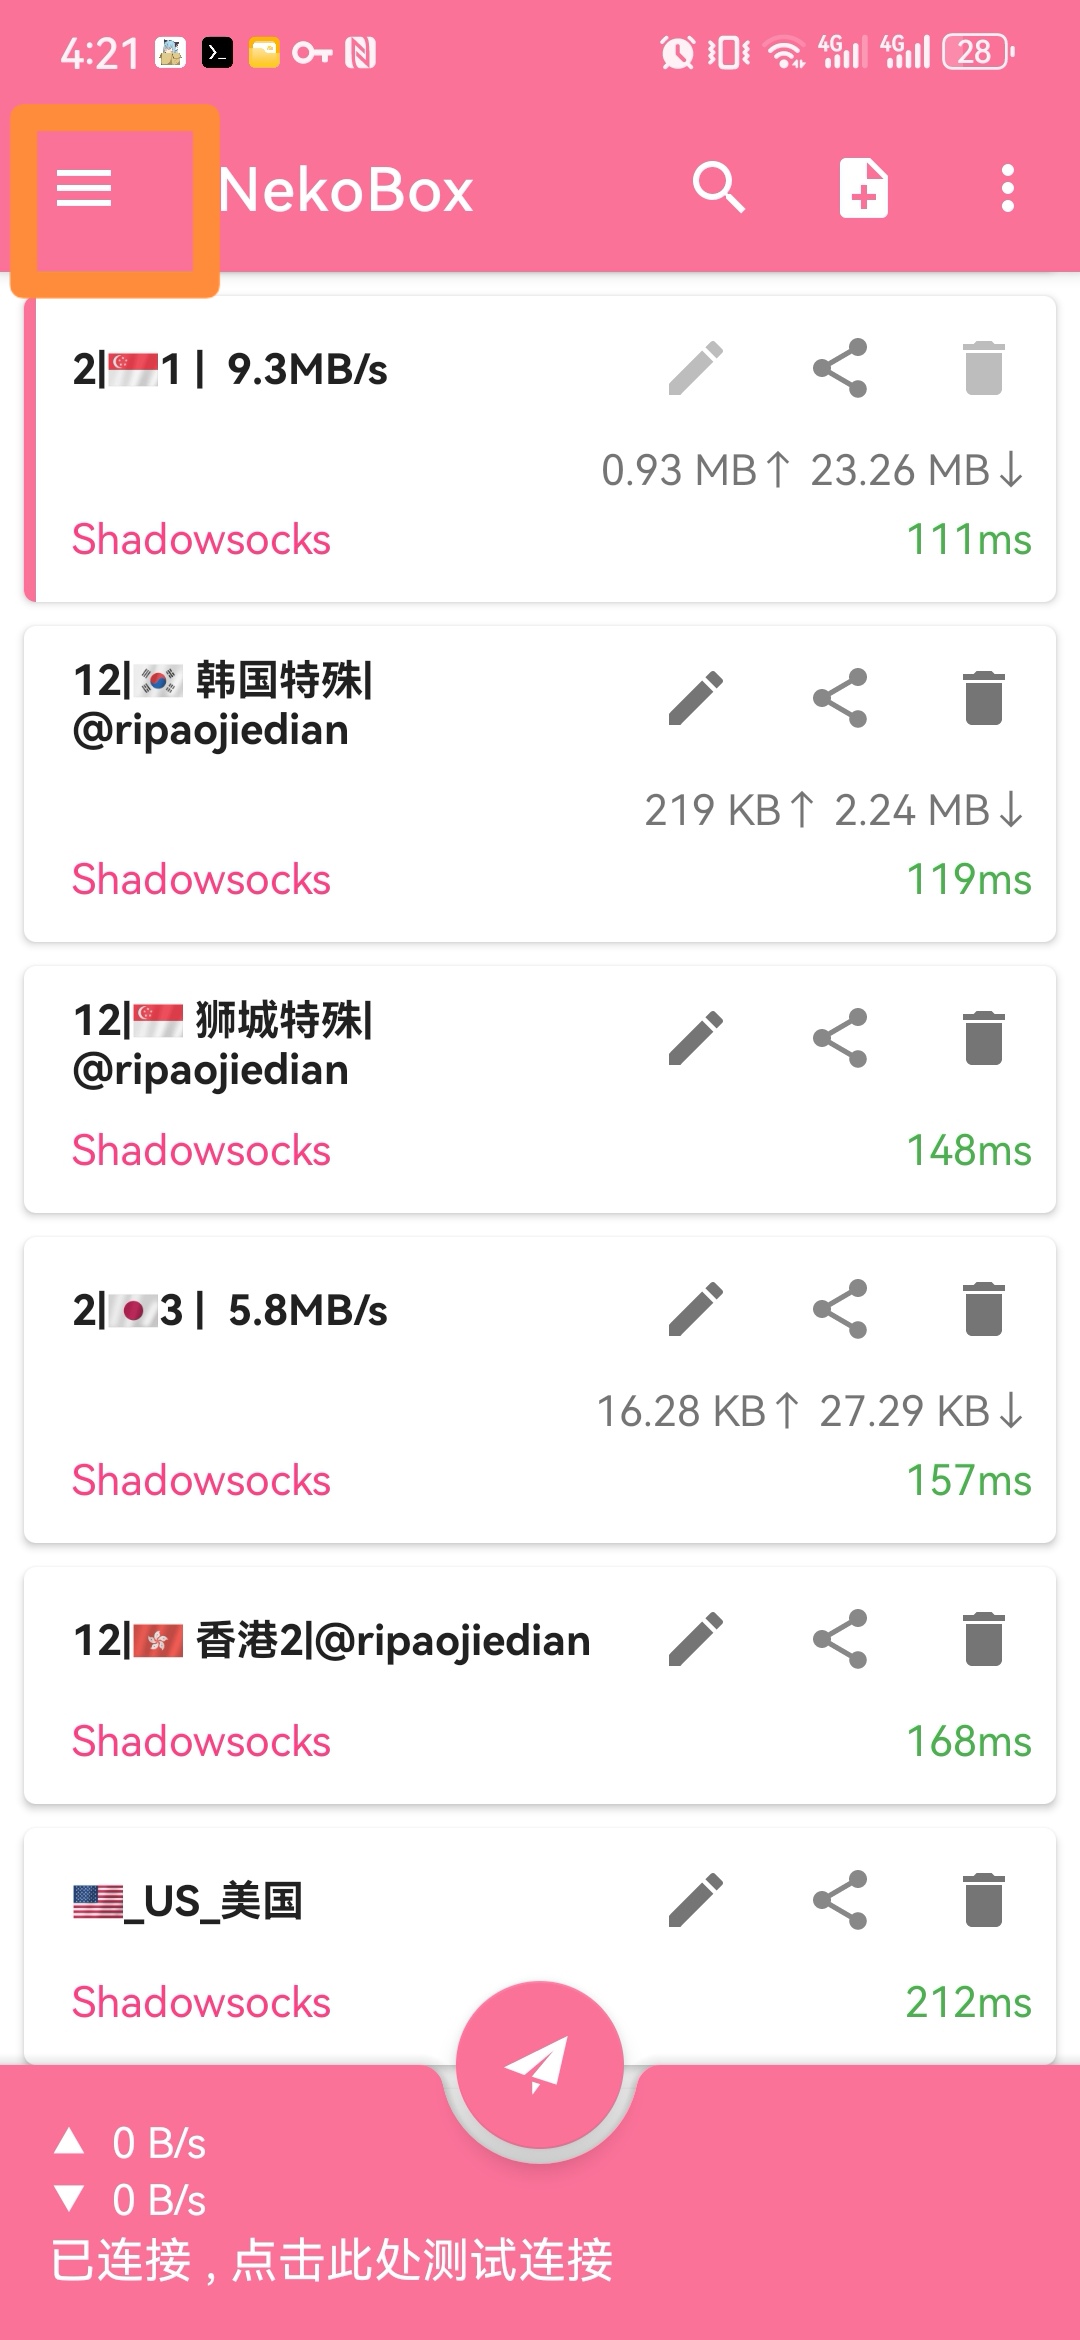 4:21
4G 4G 28
NekoBox
2|🇸🇬1 | 9.3MB/s
0.93 MB↑ 23.26 MB↓
Shadowsocks 111ms
12|🇰🇷 韩国特殊|
@ripaojiedian
219 KB↑ 2.24 MB↓
Shadowsocks 119ms
12|🇸🇬 狮城特殊|
@ripaojiedian
Shadowsocks 148ms
2|🇯🇵3 | 5.8MB/s
16.28 KB↑ 27.29 KB↓
Shadowsocks 157ms
12|🇭🇰 香港2|@ripaojiedian
Shadowsocks 168ms
🇺🇸_US_美国
Shadowsocks 212ms
▲ 0 B/s
▼ 0 B/s
已连接，点击此处测试连接